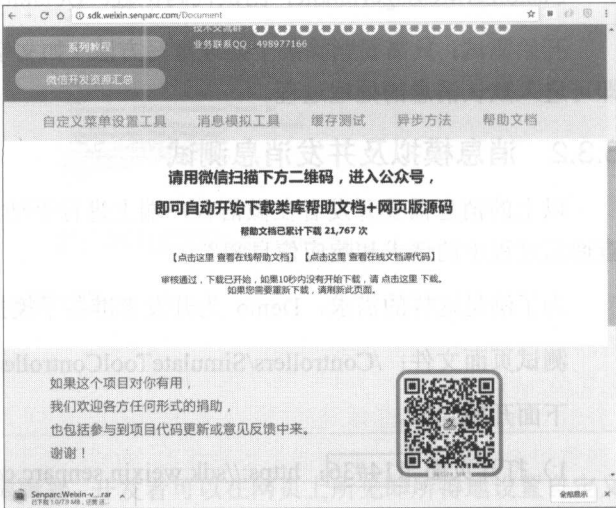 sdk.weixin.senparc.com/Document
技术交流群
系列教程
业务联系QQ：498977166
微信开发资源汇总
自定义菜单设置工具 消息模拟工具 缓存测试 异步方法 帮助文档
请用微信扫描下方二维码，进入公众号，
即可自动开始下载类库帮助文档+网页版源码
帮助文档已累计下载 21,767 次
【点击这里 查看在线帮助文档】 【点击这里 查看在线文档源代码】
审核通过，下载已开始，如果10秒内没有开始下载，请 点击这里 下载。
如果您需要重新下载，请刷新此页面。
如果这个项目对你有用，
我们欢迎各方任何形式的捐助，
也包括参与到项目代码更新或意见反馈中来。
谢谢！
Senparc.Weixin-v...rar
全部显示